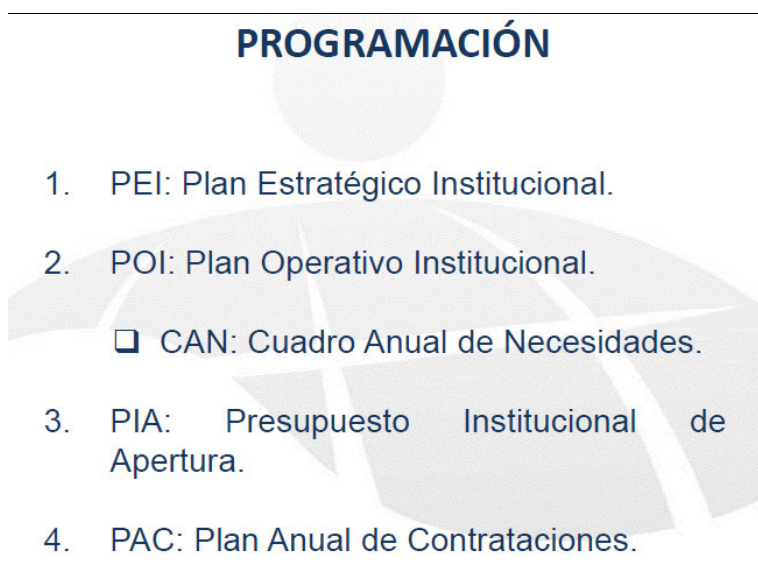 PROGRAMACIÓN
1. PEI: Plan Estratégico Institucional.
2. POI: Plan Operativo Institucional.
❑ CAN: Cuadro Anual de Necesidades.
3. PIA: Presupuesto Institucional de
Apertura.
4. PAC: Plan Anual de Contrataciones.